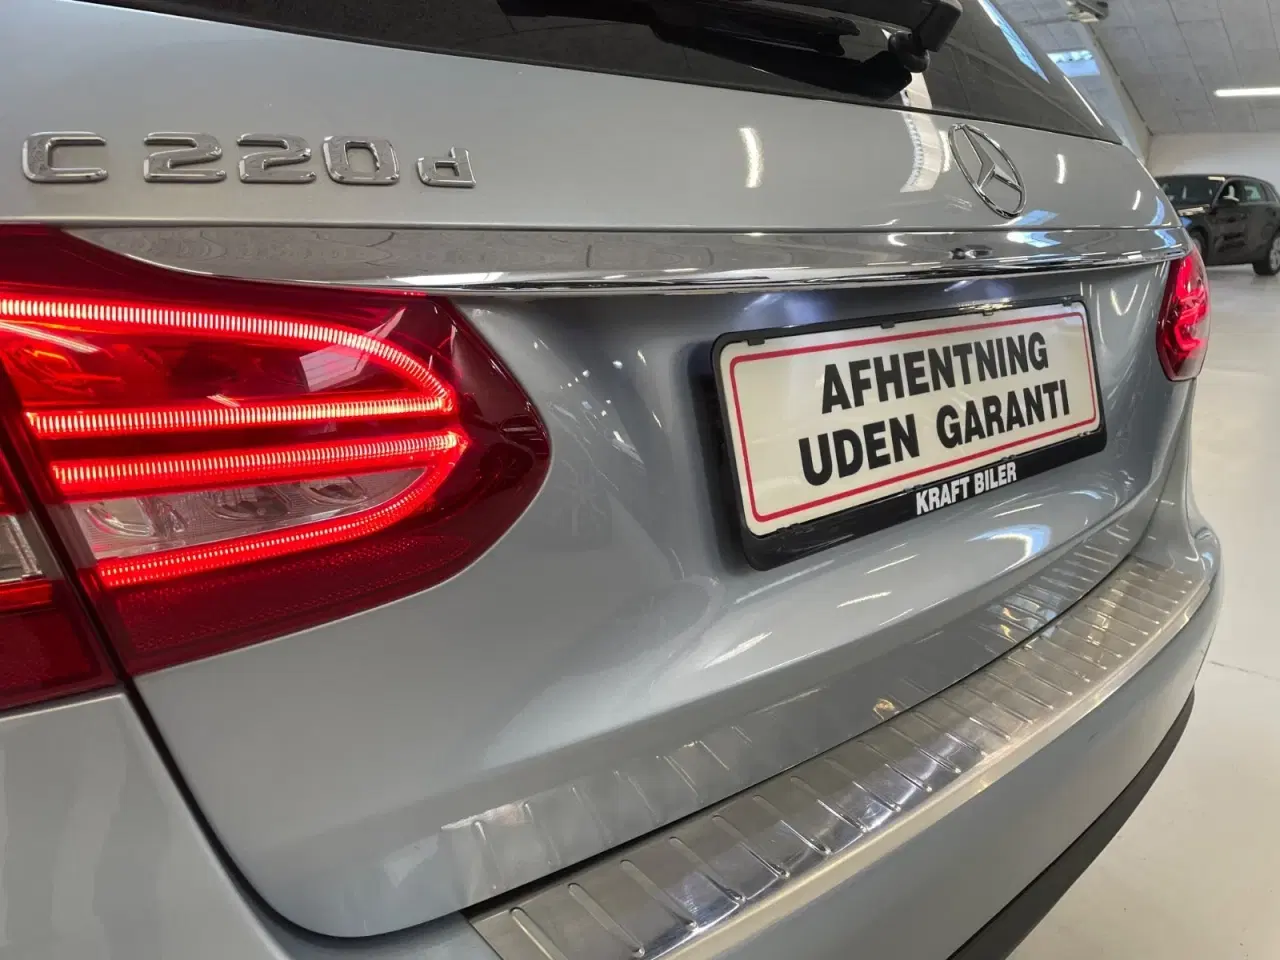 C 220 d
AFHENTNING
UDEN GARANTI
KRAFT BILER